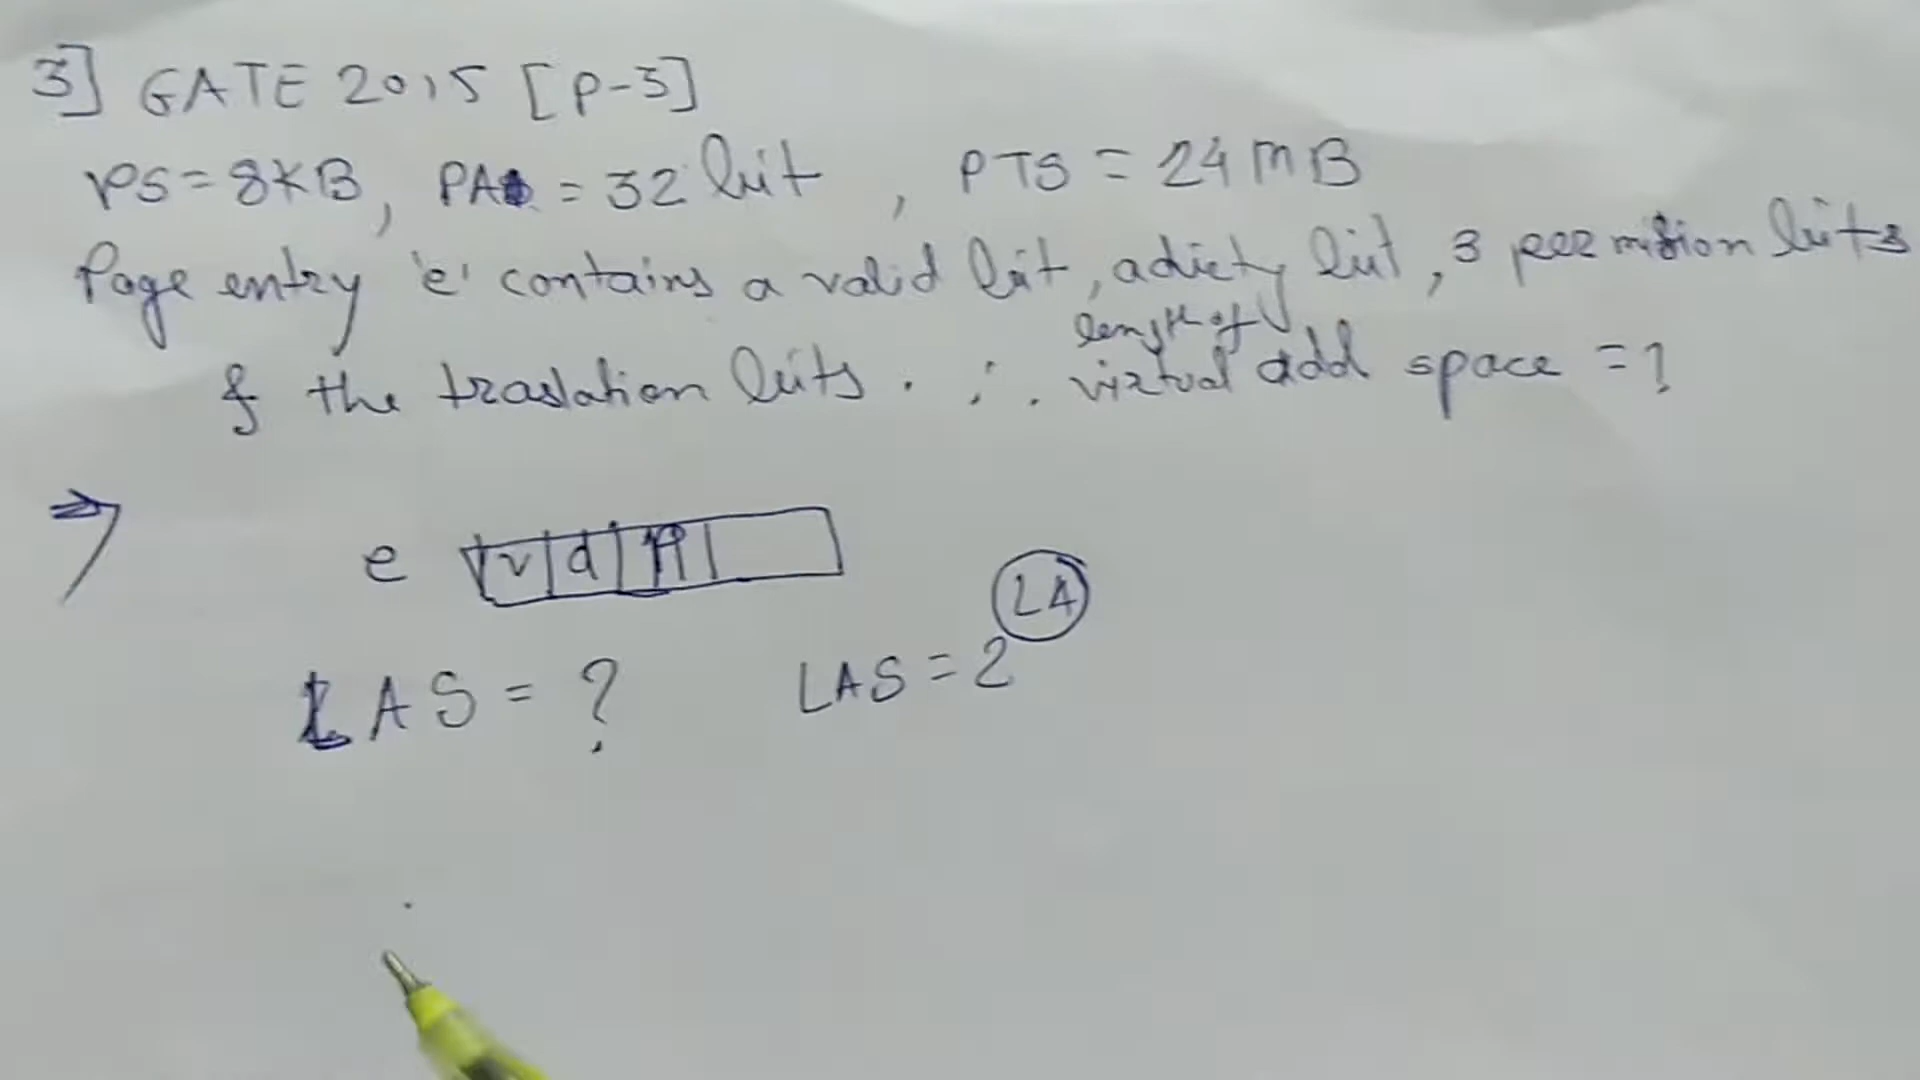 3] GATE 2015 [P-3]
PS = 8KB, PA = 32 bit , PTS = 24 MB
Page entry 'e' contains a valid bit, a dirty bit, 3 permission bits
& the traslation bits . ∴ length of virtual add space = ?
e v d P
LAS = ? LAS = 2^LA